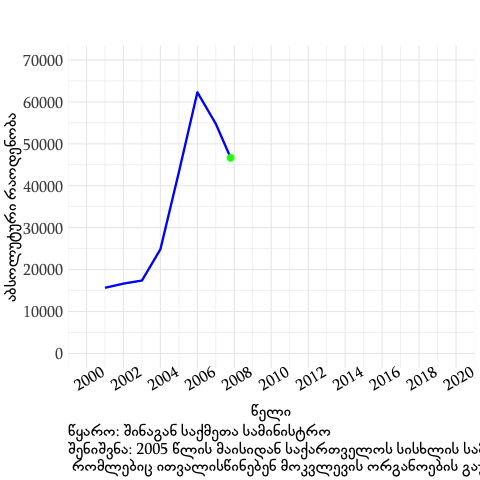 70000
60000
50000
40000
30000
20000
10000
0
აბსოლუტური რაოდენობა
2000 2002 2004 2006 2008 2010 2012 2014 2016 2018 2020
წელი
წყარო: შინაგან საქმეთა სამინისტრო
შენიშვნა: 2005 წლის მაისიდან საქართველოს სისხლის
რომლებიც ითვალისწინებენ მოკვლევის ორგანოების